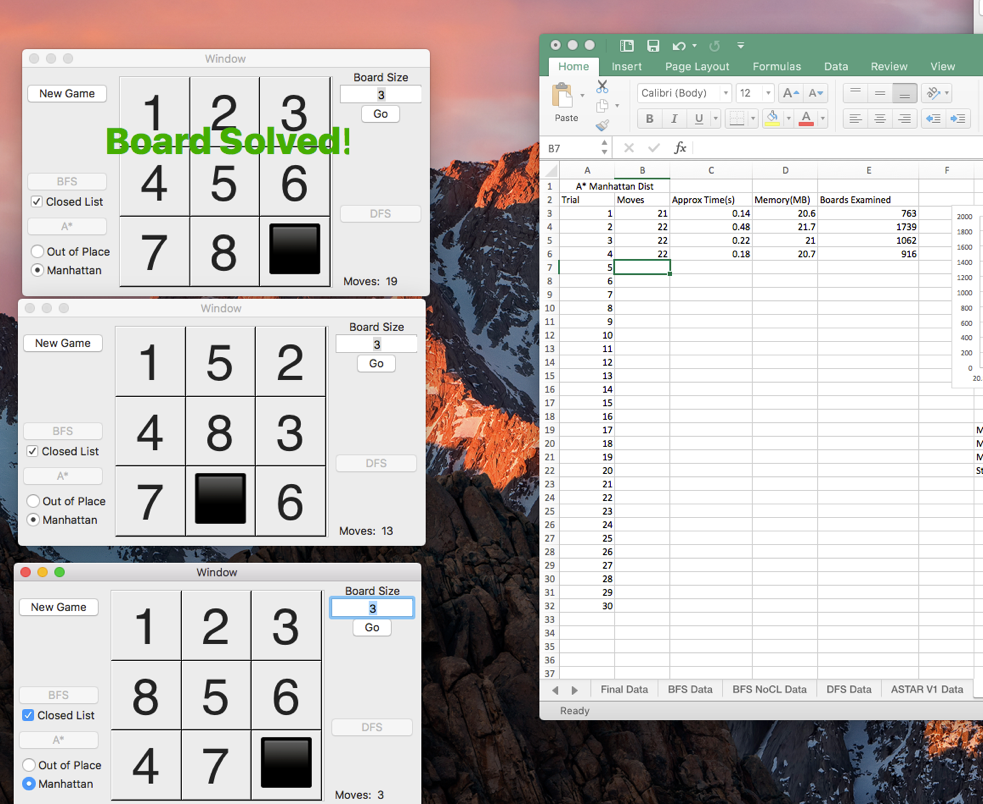 Window
New Game
Board Size
3
Go
1 2 3
Board Solved!
4 5 6
7 8
BFS
Closed List
A*
Out of Place
Manhattan
DFS
Moves: 19
Window
New Game
Board Size
3
Go
1 5 2
4 8 3
7 6
BFS
Closed List
A*
Out of Place
Manhattan
DFS
Moves: 13
Window
New Game
Board Size
3
Go
1 2 3
8 5 6
4 7
BFS
Closed List
A*
Out of Place
Manhattan
DFS
Moves: 3
Home Insert Page Layout Formulas Data Review View
Paste
Calibri (Body) 12 A A
B I U A
B7 fx
A B C D E F
1 A* Manhattan Dist
2 Trial Moves Approx Time(s) Memory(MB) Boards Examined
3 1 21 0.14 20.6 763
4 2 22 0.48 21.7 1739
5 3 22 0.22 21 1062
6 4 22 0.18 20.7 916
7 5
8 6
9 7
10 8
11 9
12 10
13 11
14 12
15 13
16 14
17 15
18 16
19 17
20 18
21 19
22 20
23 21
24 22
25 23
26 24
27 25
28 26
29 27
30 28
31 29
32 30
33
34
35
36
37
2000
1800
1600
1400
1200
1000
800
600
400
200
0
20.
M
M
M
St
Final Data BFS Data BFS NoCL Data DFS Data ASTAR V1 Data
Ready